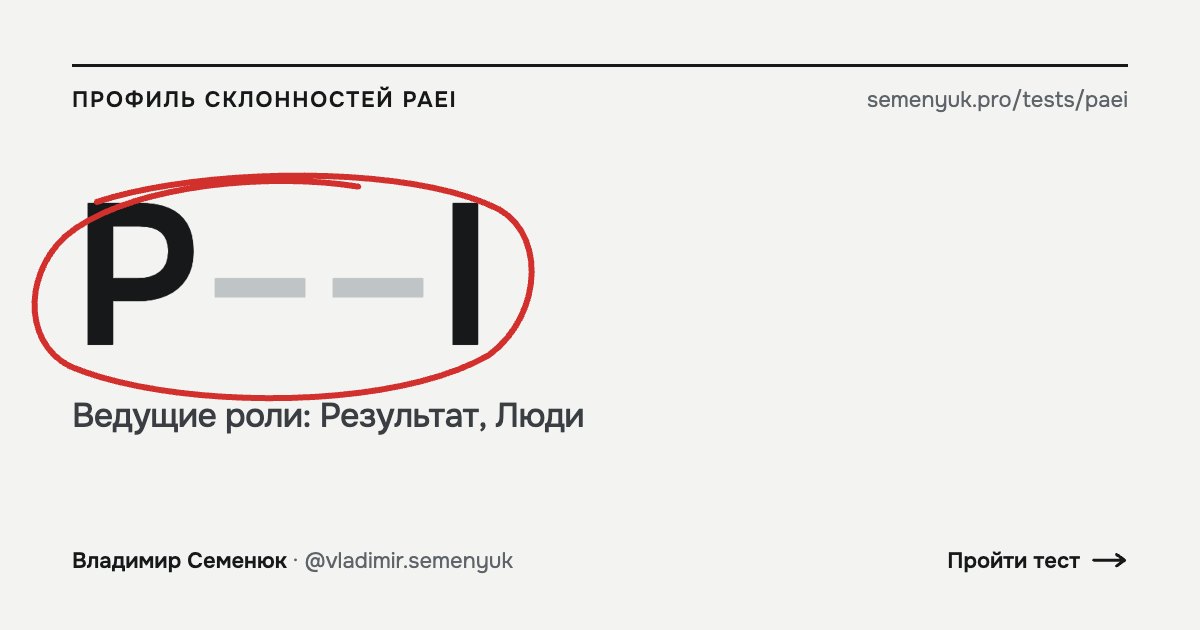 ПРОФИЛЬ СКЛОННОСТЕЙ PAEI
semenyuk.pro/tests/paei
P——I
Ведущие роли: Результат, Люди
Владимир Семенюк · @vladimir.semenyuk
Пройти тест →